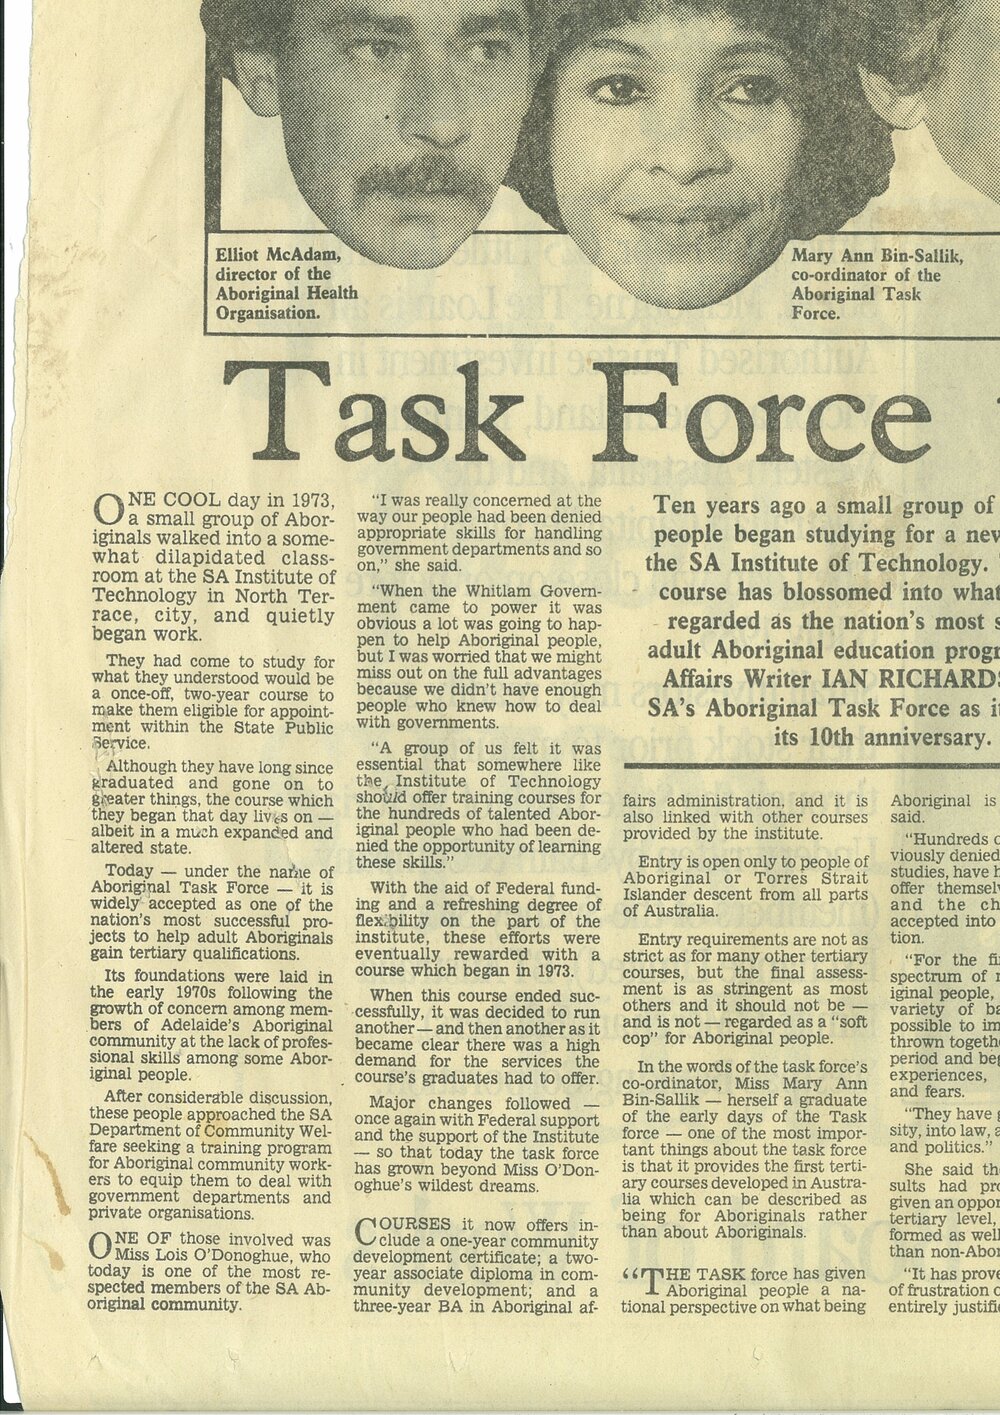 Elliot McAdam,
director of the
Aboriginal Health
Organisation.
Mary Ann Bin-Sallik,
co-ordinator of the
Aboriginal Task
Force.
Task Force
ONE COOL day in 1973,
a small group of Abor-
iginals walked into a some-
what dilapidated class-
room at the SA Institute of
Technology in North Ter-
race, city, and quietly
began work.
They had come to study for
what they understood would be
a once-off, two-year course to
make them eligible for appoint-
ment within the State Public
Service.
Although they have long since
graduated and gone on to
greater things, the course which
they began that day lives on —
albeit in a much expanded and
altered state.
Today — under the name of
Aboriginal Task Force — it is
widely accepted as one of the
nation's most successful pro-
jects to help adult Aboriginals
gain tertiary qualifications.
Its foundations were laid in
the early 1970s following the
growth of concern among mem-
bers of Adelaide's Aboriginal
community at the lack of profes-
sional skills among some Abor-
iginal people.
After considerable discussion,
these people approached the SA
Department of Community Wel-
fare seeking a training program
for Aboriginal community work-
ers to equip them to deal with
government departments and
private organisations.
ONE OF those involved was
Miss Lois O'Donoghue, who
today is one of the most re-
spected members of the SA Ab-
original community.
"I was really concerned at the
way our people had been denied
appropriate skills for handling
government departments and so
on," she said.
"When the Whitlam Govern-
ment came to power it was
obvious a lot was going to hap-
pen to help Aboriginal people,
but I was worried that we might
miss out on the full advantages
because we didn't have enough
people who knew how to deal
with governments.
"A group of us felt it was
essential that somewhere like
the Institute of Technology
should offer training courses for
the hundreds of talented Abor-
iginal people who had been de-
nied the opportunity of learning
these skills."
With the aid of Federal fund-
ing and a refreshing degree of
flexibility on the part of the
institute, these efforts were
eventually rewarded with a
course which began in 1973.
When this course ended suc-
cessfully, it was decided to run
another — and then another as it
became clear there was a high
demand for the services the
course's graduates had to offer.
Major changes followed —
once again with Federal support
and the support of the Institute
— so that today the task force
has grown beyond Miss O'Don-
oghue's wildest dreams.
COURSES it now offers in-
clude a one-year community
development certificate; a two-
year associate diploma in com-
munity development; and a
three-year BA in Aboriginal af-
Ten years ago a small group of
people began studying for a new
the SA Institute of Technology.
course has blossomed into what
regarded as the nation's most s
adult Aboriginal education progr
Affairs Writer IAN RICHARDS
SA's Aboriginal Task Force as it
its 10th anniversary.
fairs administration, and it is
also linked with other courses
provided by the institute.
Entry is open only to people of
Aboriginal or Torres Strait
Islander descent from all parts
of Australia.
Entry requirements are not as
strict as for many other tertiary
courses, but the final assess-
ment is as stringent as most
others and it should not be —
and is not — regarded as a "soft
cop" for Aboriginal people.
In the words of the task force's
co-ordinator, Miss Mary Ann
Bin-Sallik — herself a graduate
of the early days of the Task
force — one of the most impor-
tant things about the task force
is that it provides the first terti-
ary courses developed in Austra-
lia which can be described as
being for Aboriginals rather
than about Aboriginals.
"THE TASK force has given
Aboriginal people a na-
tional perspective on what being
Aboriginal is
said.
"Hundreds o
viously denied
studies, have h
offer themsel
and the ch
accepted into
tion.
"For the fi
spectrum of
iginal people,
variety of ba
possible to im
thrown togeth
period and beg
experiences,
and fears.
"They have g
sity, into law, a
and politics."
She said th
sults had pro
given an oppor
tertiary level,
formed as well
than non-Abor
"It has prove
of frustration o
entirely justifi